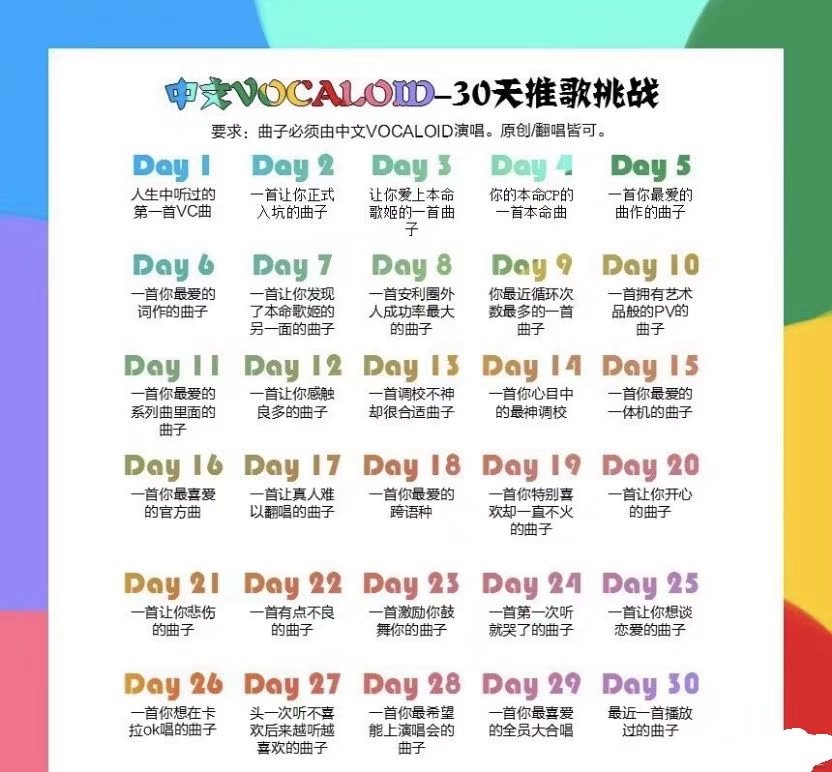 中文VOCALOID-30天推歌挑战
要求：曲子必须由中文VOCALOID演唱。原创/翻唱皆可。
Day 1
人生中听过的
第一首VC曲
Day 2
一首让你正式
入坑的曲子
Day 3
让你爱上本命
歌姬的一首曲
子
Day 4
你的本命CP的
一首本命曲
Day 5
一首你最爱的
曲作的曲子
Day 6
一首你最爱的
词作的曲子
Day 7
一首让你发现
了本命歌姬的
另一面的曲子
Day 8
一首安利圈外
人成功率最大
的曲子
Day 9
你最近循环次
数最多的一首
曲子
Day 10
一首拥有艺术
品般的PV的
曲子
Day 11
一首你最爱的
系列曲里面的
曲子
Day 12
一首让你感触
良多的曲子
Day 13
一首调校不神
却很合适曲子
Day 14
一首你心目中
的最神调校
Day 15
一首你最爱的
一体机的曲子
Day 16
一首你最喜爱
的官方曲
Day 17
一首让真人难
以翻唱的曲子
Day 18
一首你最爱的
跨语种
Day 19
一首你特别喜
欢却一直不火
的曲子
Day 20
一首让你开心
的曲子
Day 21
一首让你悲伤
的曲子
Day 22
一首有点不良
的曲子
Day 23
一首激励你鼓
舞你的曲子
Day 24
一首第一次听
就哭了的曲子
Day 25
一首让你想谈
恋爱的曲子
Day 26
一首你想在卡
拉ok唱的曲子
Day 27
头一次听不喜
欢后来越听越
喜欢的曲子
Day 28
一首你最希望
能上演唱会的
曲子
Day 29
一首你最喜爱
的全员大合唱
Day 30
最近一首播放
过的曲子